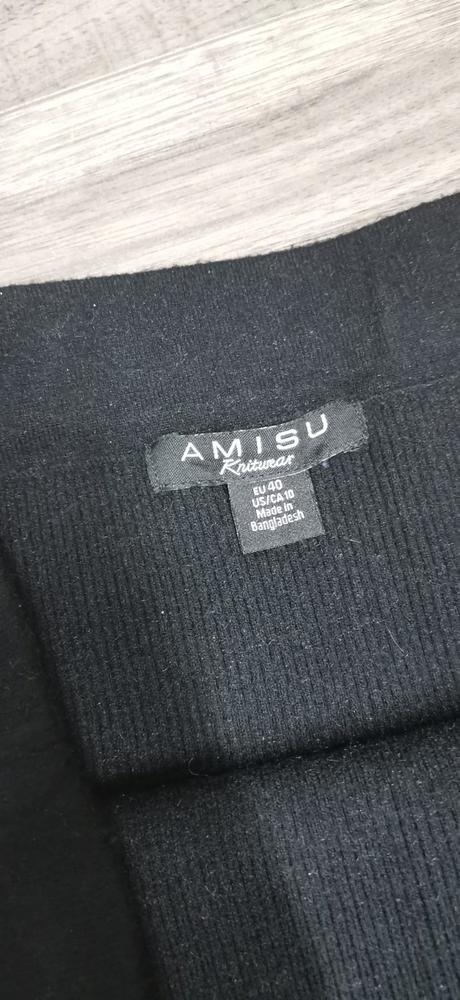 AMISU
Knitwear
EU 40
US/CA 10
Made in
Bangladesh